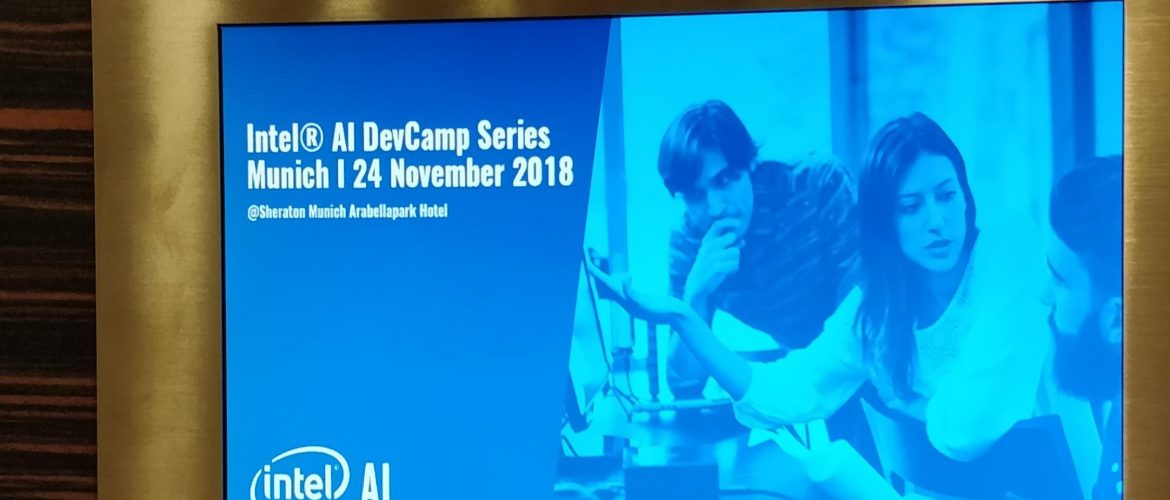 Intel® AI DevCamp Series
Munich | 24 November 2018
@Sheraton Munich Arabellapark Hotel
intel® AI